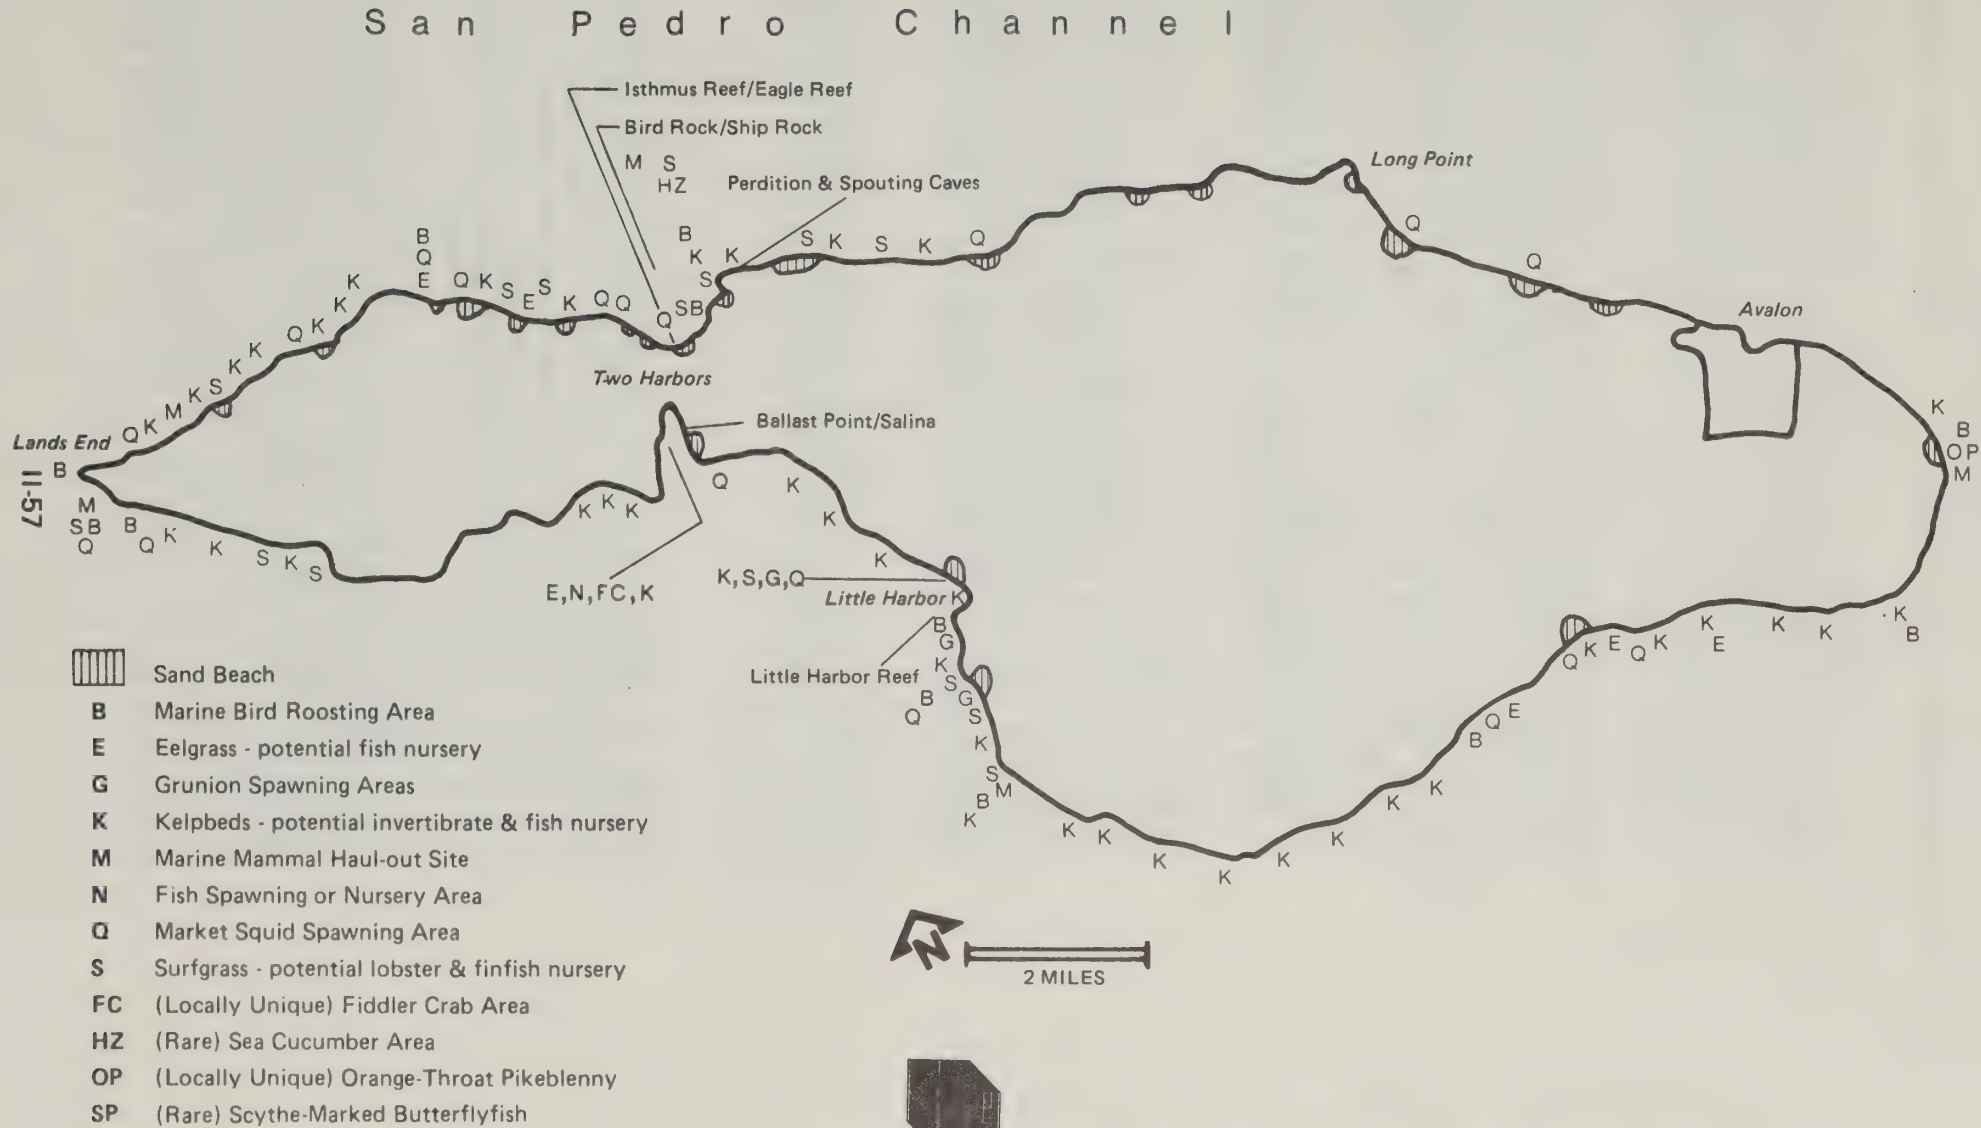 San Pedro Channel
Isthmus Reef/Eagle Reef
Bird Rock/Ship Rock
M S
HZ
Perdition & Spouting Caves
Long Point
B
K K
S K S K Q
Q
B
Q
E
Q K S E S K Q Q
S
Q SB
K
K
Q K
Q
Avalon
Two Harbors
K
K
S
K
M
K
Q
Lands End
B
Ballast Point/Salina
K
B
OP
M
II-57
M
SB
Q
B
Q K K S K S
K K K
Q
K
K
K
E,N,FC,K
K,S,G,Q
Little Harbor K
B
G
K
Little Harbor Reef
S
B
G
Q
S
K
S
M
B
K
K K K K K K K K
B Q E
Q K E Q K K E K K K B
Sand Beach
B Marine Bird Roosting Area
E Eelgrass - potential fish nursery
G Grunion Spawning Areas
K Kelpbeds - potential invertibrate & fish nursery
M Marine Mammal Haul-out Site
N Fish Spawning or Nursery Area
Q Market Squid Spawning Area
S Surfgrass - potential lobster & finfish nursery
FC (Locally Unique) Fiddler Crab Area
HZ (Rare) Sea Cucumber Area
OP (Locally Unique) Orange-Throat Pikeblenny
SP (Rare) Scythe-Marked Butterflyfish
N
2 MILES